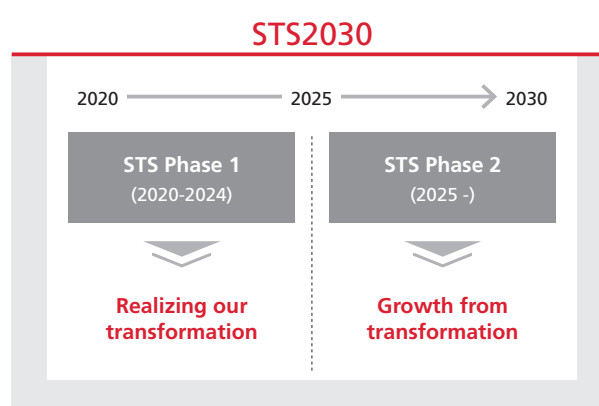 STS2030
2020 2025 2030
STS Phase 1
(2020-2024)
STS Phase 2
(2025 -)
Realizing our
transformation
Growth from
transformation